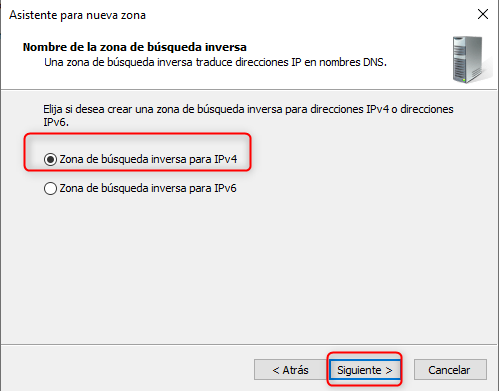 Asistente para nueva zona
Nombre de la zona de búsqueda inversa
Una zona de búsqueda inversa traduce direcciones IP en nombres DNS.
Elija si desea crear una zona de búsqueda inversa para direcciones IPv4 o direcciones
IPv6.
Zona de búsqueda inversa para IPv4
Zona de búsqueda inversa para IPv6
< Atrás
Siguiente >
Cancelar